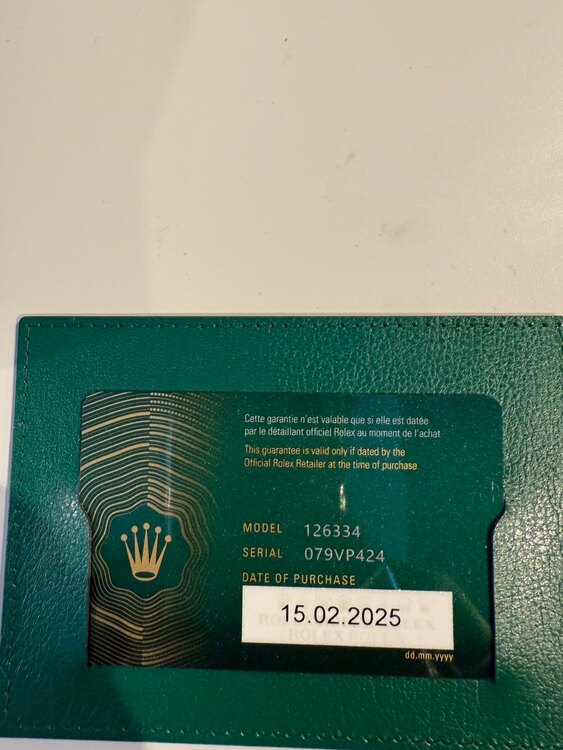 Cette garantie n'est valable que si elle est datée
par le détaillant officiel Rolex au moment de l'achat
This guarantee is valid only if dated by the
Official Rolex Retailer at the time of purchase
MODEL 126334
SERIAL 079VP424
DATE OF PURCHASE
15.02.2025
ROLEX
dd.mm.yyyy